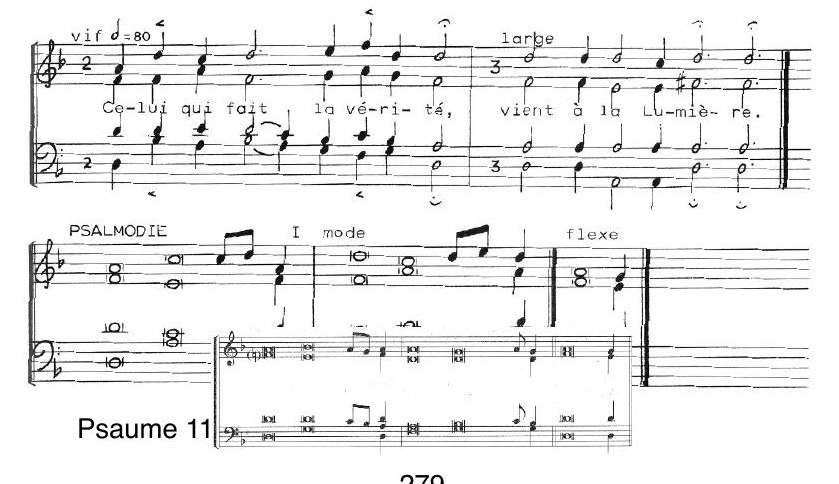 vif =80 large
Ce-lui qui fait la vé-ri-té, vient à la Lu-miè-re.
PSALMODIE I mode flexe
Psaume 11
279